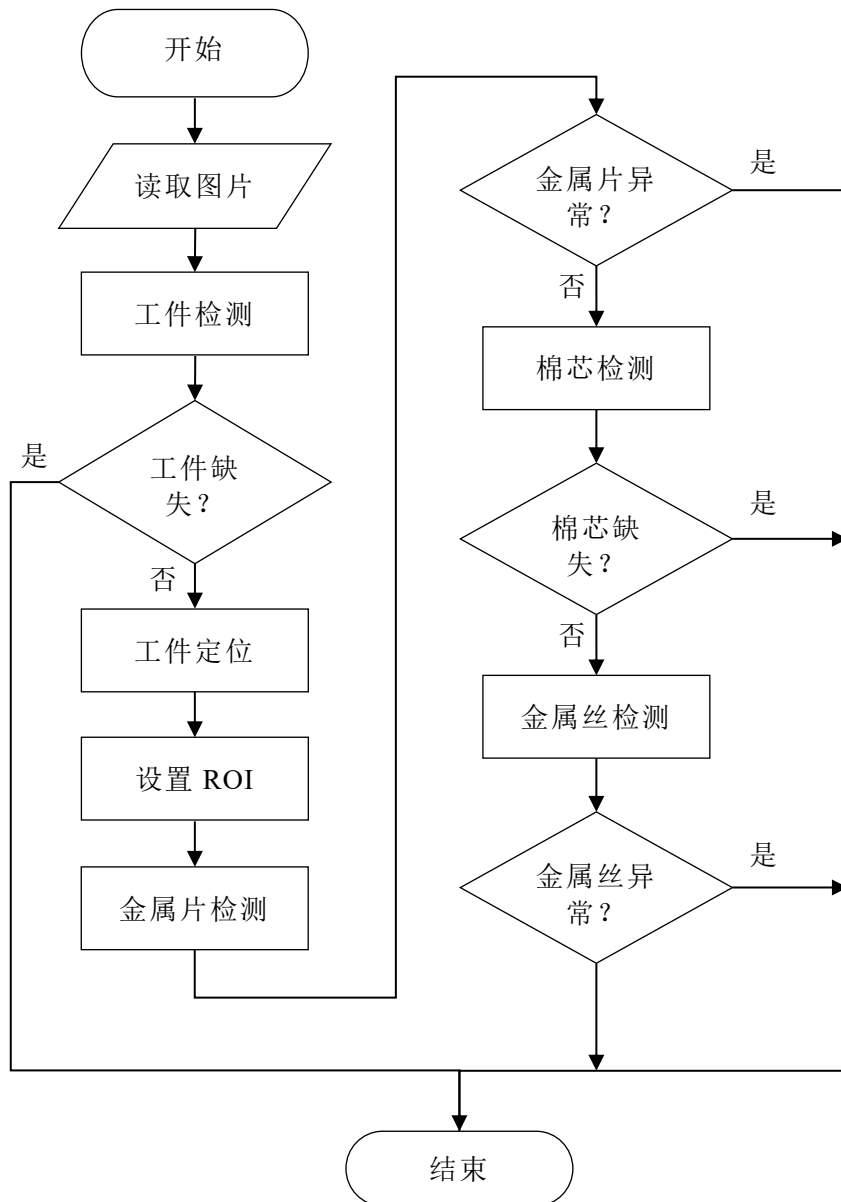 开始
读取图片
工件检测
工件缺
失？
是
否
工件定位
设置 ROI
金属片检测
金属片异
常？
是
否
棉芯检测
棉芯缺
失？
是
否
金属丝检测
金属丝异
常？
是
结束